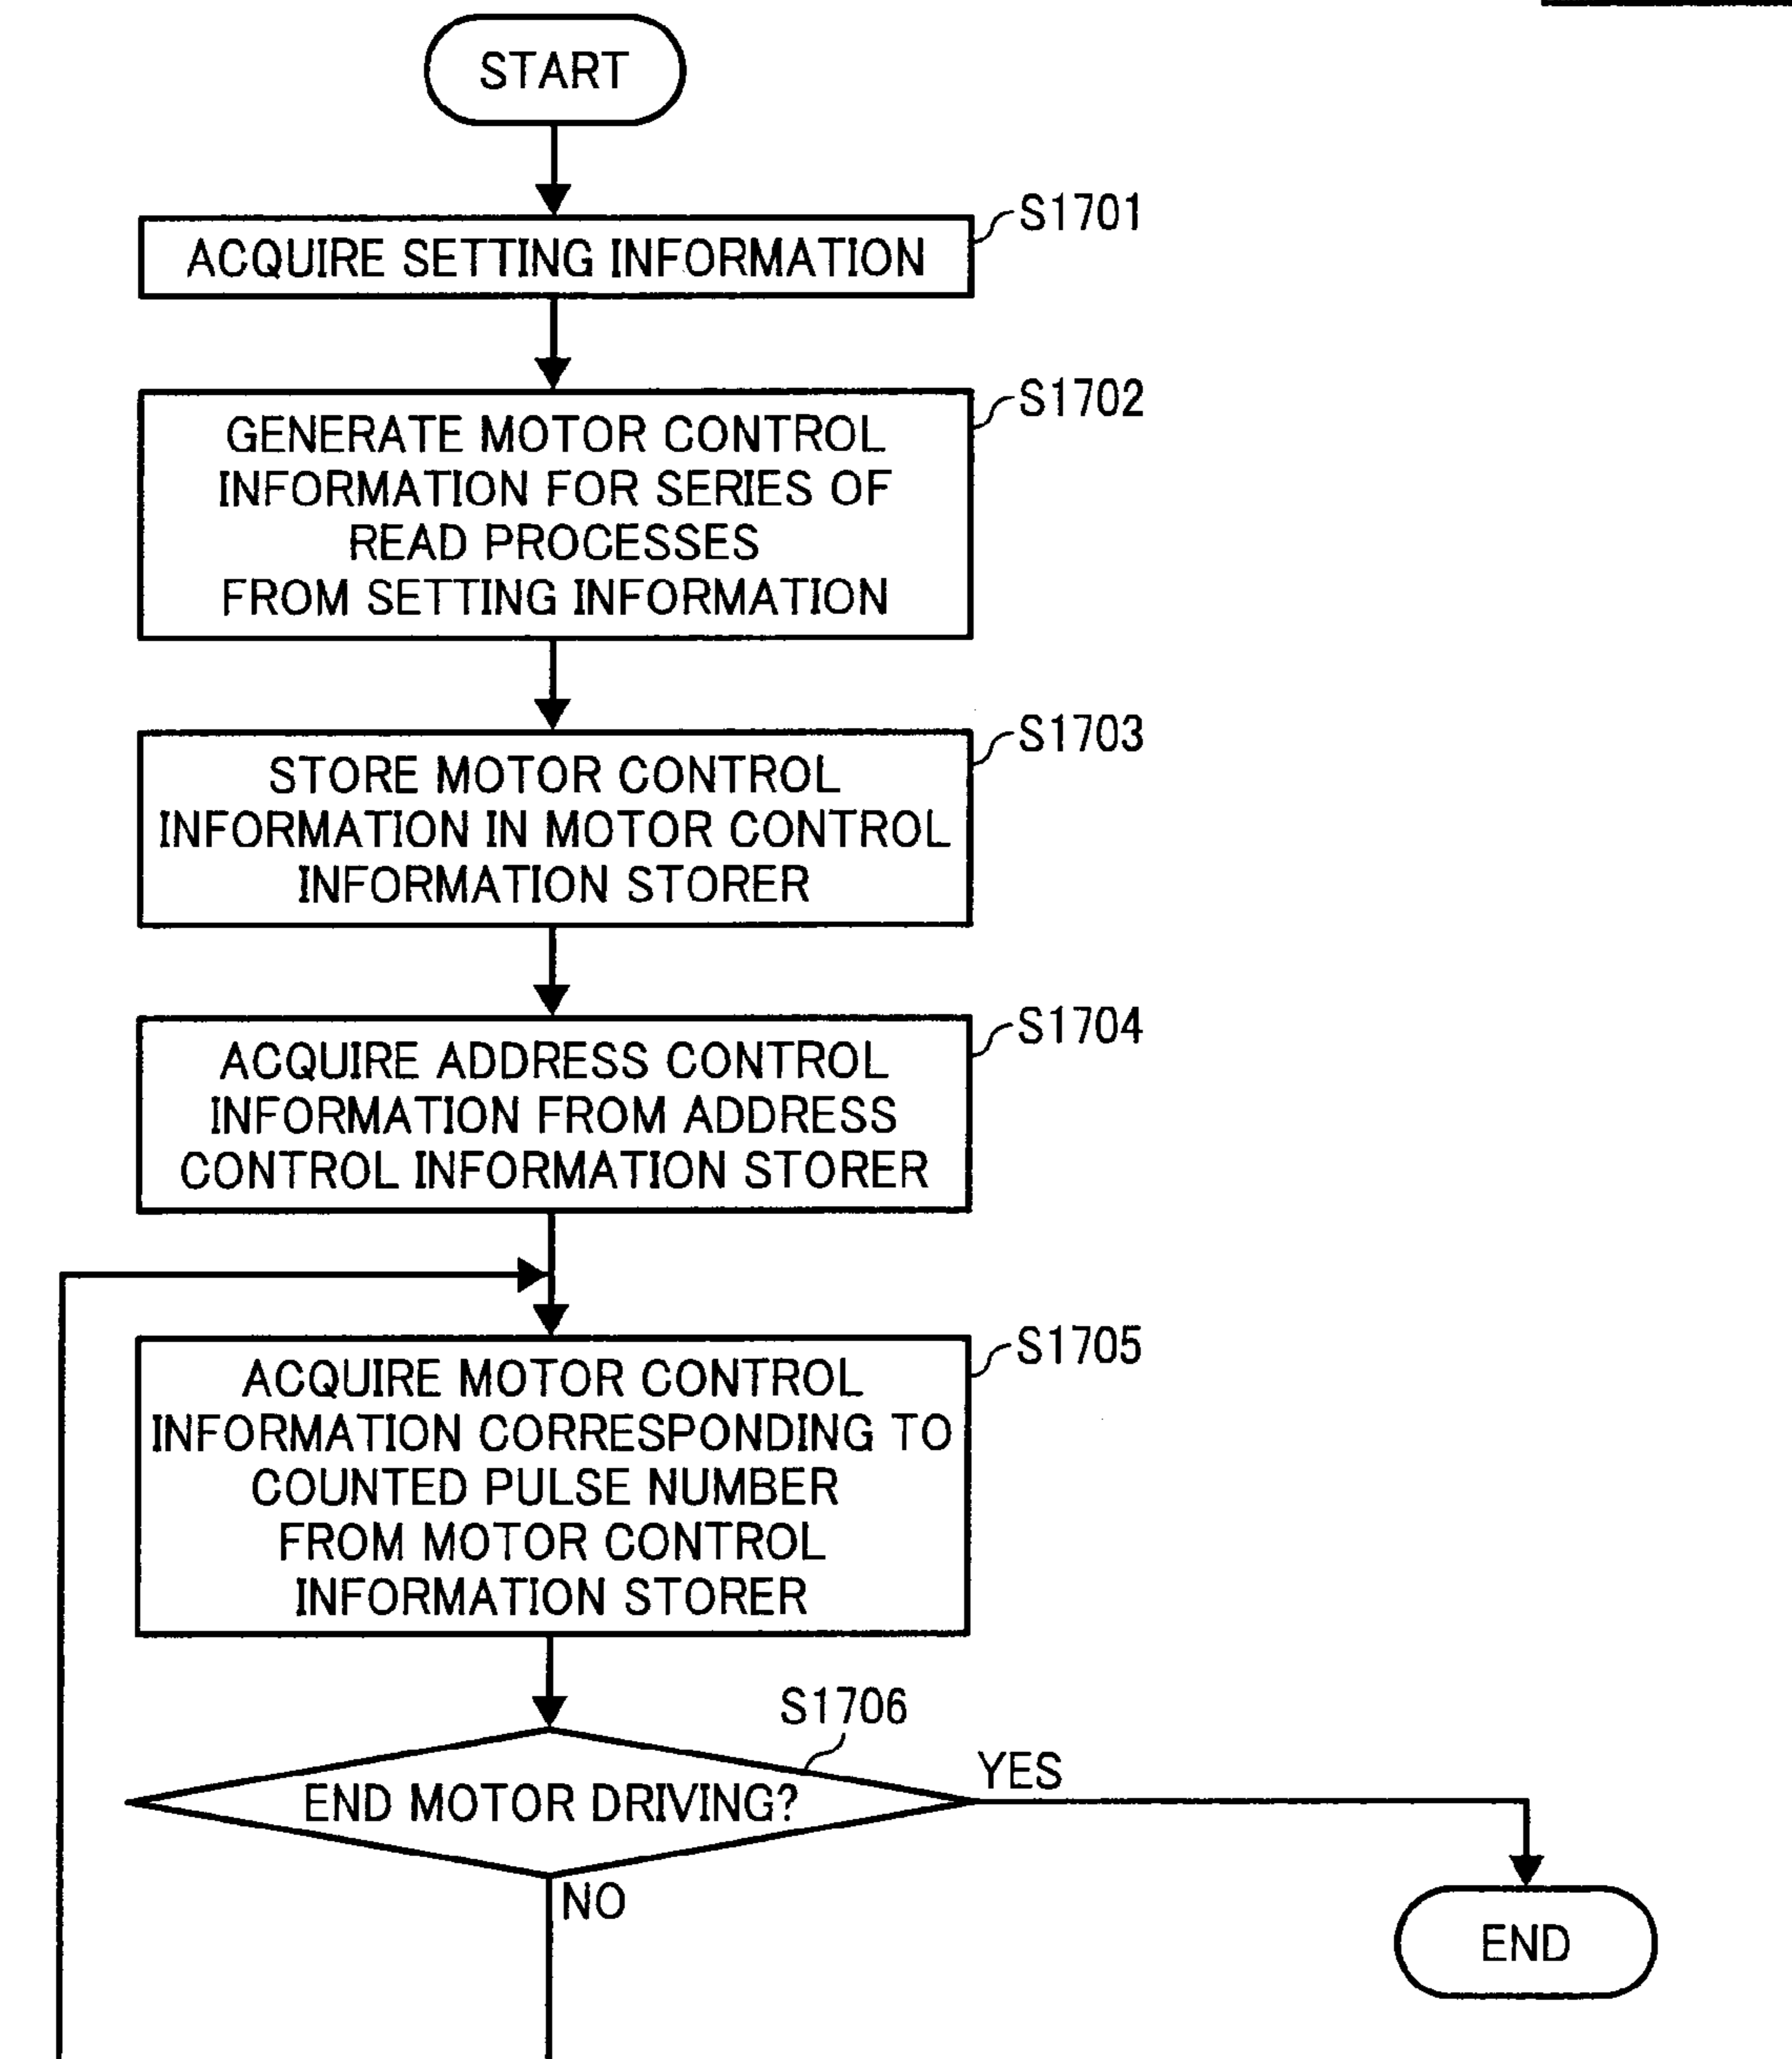 START
S1701
ACQUIRE SETTING INFORMATION
S1702
GENERATE MOTOR CONTROL
INFORMATION FOR SERIES OF
READ PROCESSES
FROM SETTING INFORMATION
S1703
STORE MOTOR CONTROL
INFORMATION IN MOTOR CONTROL
INFORMATION STORER
S1704
ACQUIRE ADDRESS CONTROL
INFORMATION FROM ADDRESS
CONTROL INFORMATION STORER
S1705
ACQUIRE MOTOR CONTROL
INFORMATION CORRESPONDING TO
COUNTED PULSE NUMBER
FROM MOTOR CONTROL
INFORMATION STORER
S1706
END MOTOR DRIVING?
YES
NO
END